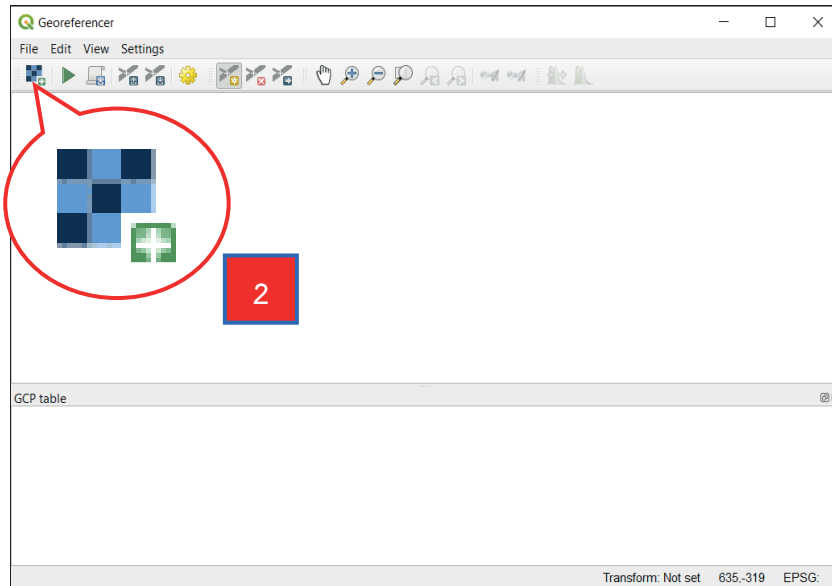 Georeferencer
File Edit View Settings
2
GCP table
Transform: Not set 635,-319 EPSG: